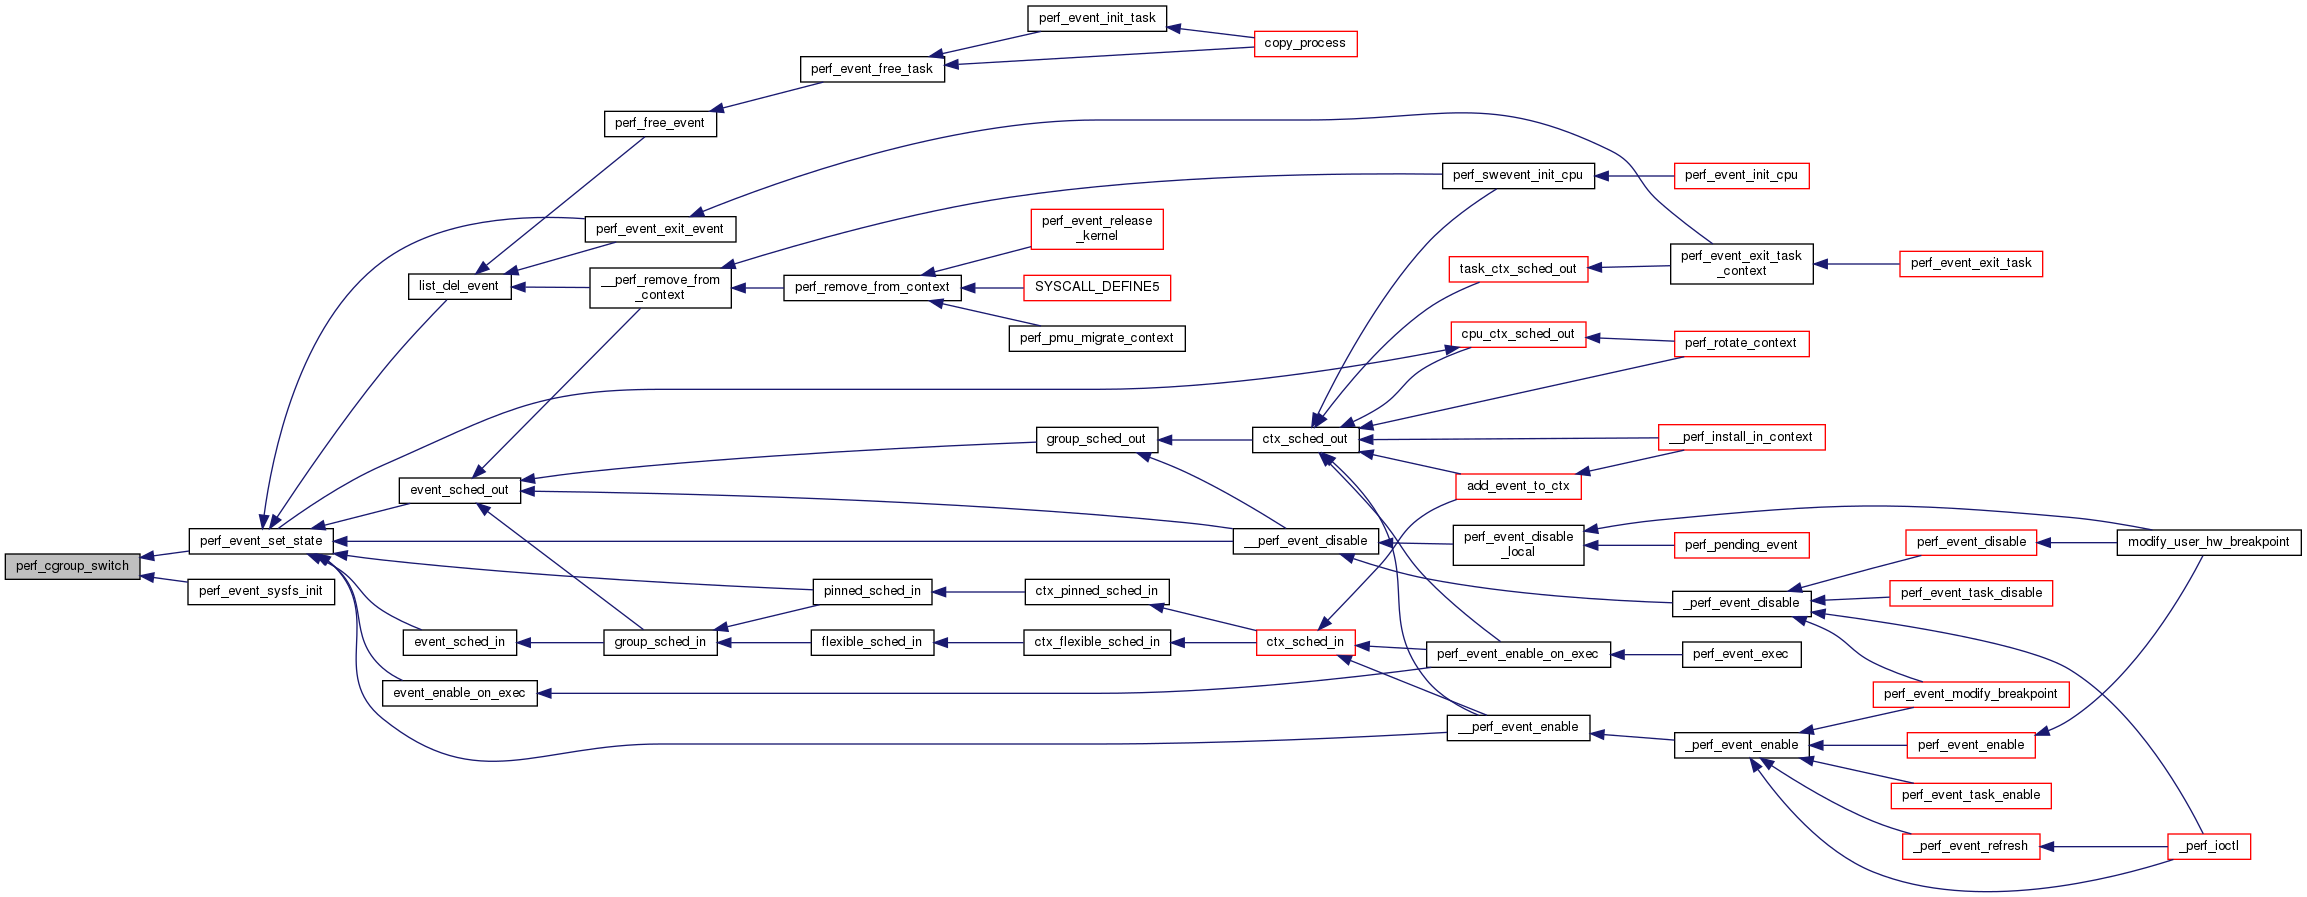 perf_event_init_task
copy_process
perf_event_free_task
perf_free_event
perf_swevent_init_cpu
perf_event_init_cpu
perf_event_release
_kernel
perf_event_exit_event
perf_event_exit_task
_context
perf_event_exit_task
task_ctx_sched_out
list_del_event
__perf_remove_from
_context
perf_remove_from_context
SYSCALL_DEFINE5
perf_pmu_migrate_context
cpu_ctx_sched_out
perf_rotate_context
group_sched_out
ctx_sched_out
__perf_install_in_context
event_sched_out
add_event_to_ctx
perf_event_set_state
__perf_event_disable
perf_event_disable
_local
perf_pending_event
perf_event_disable
modify_user_hw_breakpoint
perf_cgroup_switch
perf_event_sysfs_init
pinned_sched_in
ctx_pinned_sched_in
_perf_event_disable
perf_event_task_disable
event_sched_in
group_sched_in
flexible_sched_in
ctx_flexible_sched_in
ctx_sched_in
perf_event_enable_on_exec
perf_event_exec
event_enable_on_exec
perf_event_modify_breakpoint
__perf_event_enable
_perf_event_enable
perf_event_enable
perf_event_task_enable
_perf_event_refresh
_perf_ioctl